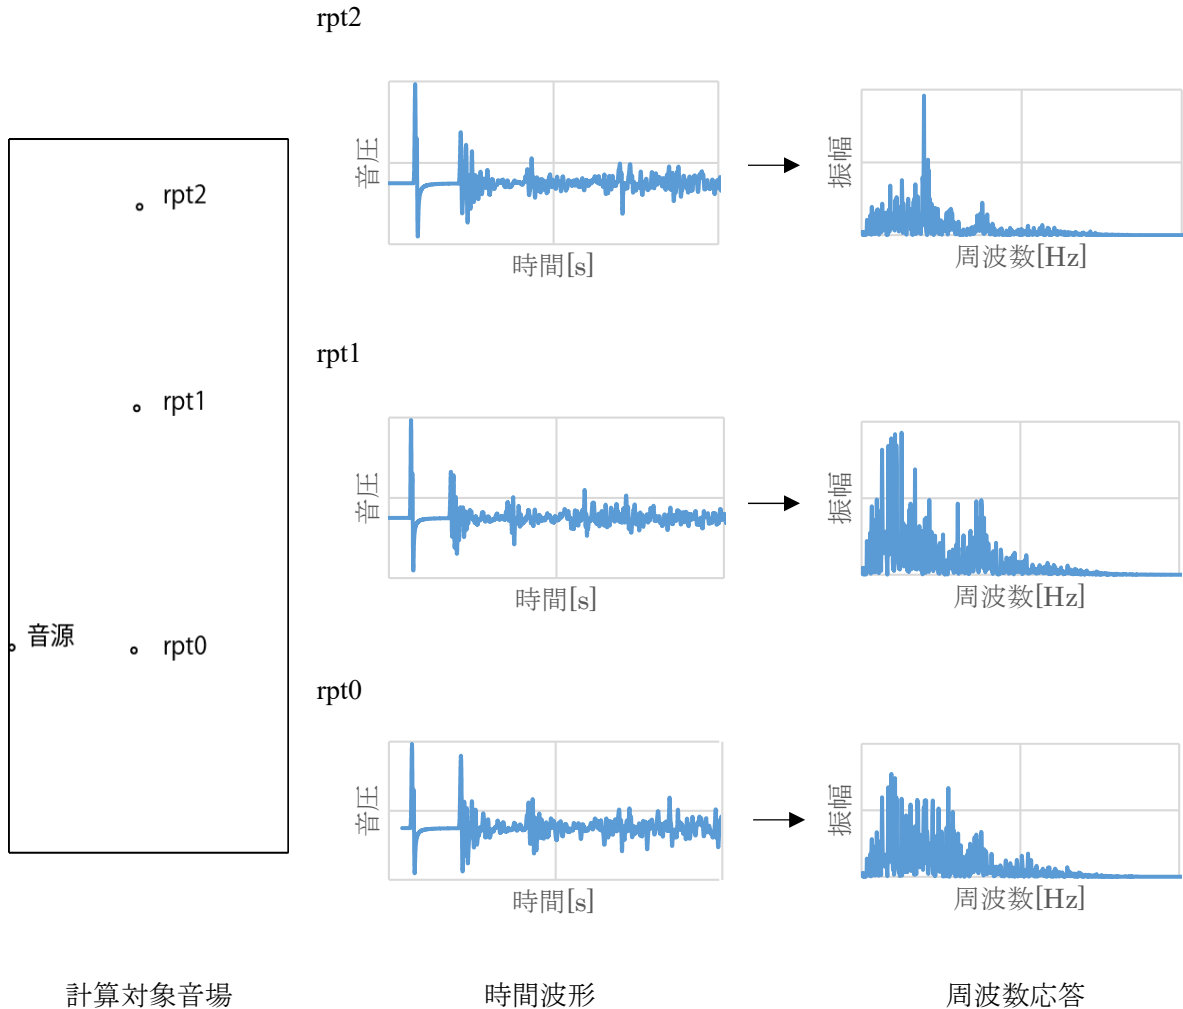 rpt2
音圧
時間[s]
振幅
周波数[Hz]
rpt1
音圧
時間[s]
振幅
周波数[Hz]
rpt0
音圧
時間[s]
振幅
周波数[Hz]
rpt2
rpt1
音源
rpt0
計算対象音場
時間波形
周波数応答